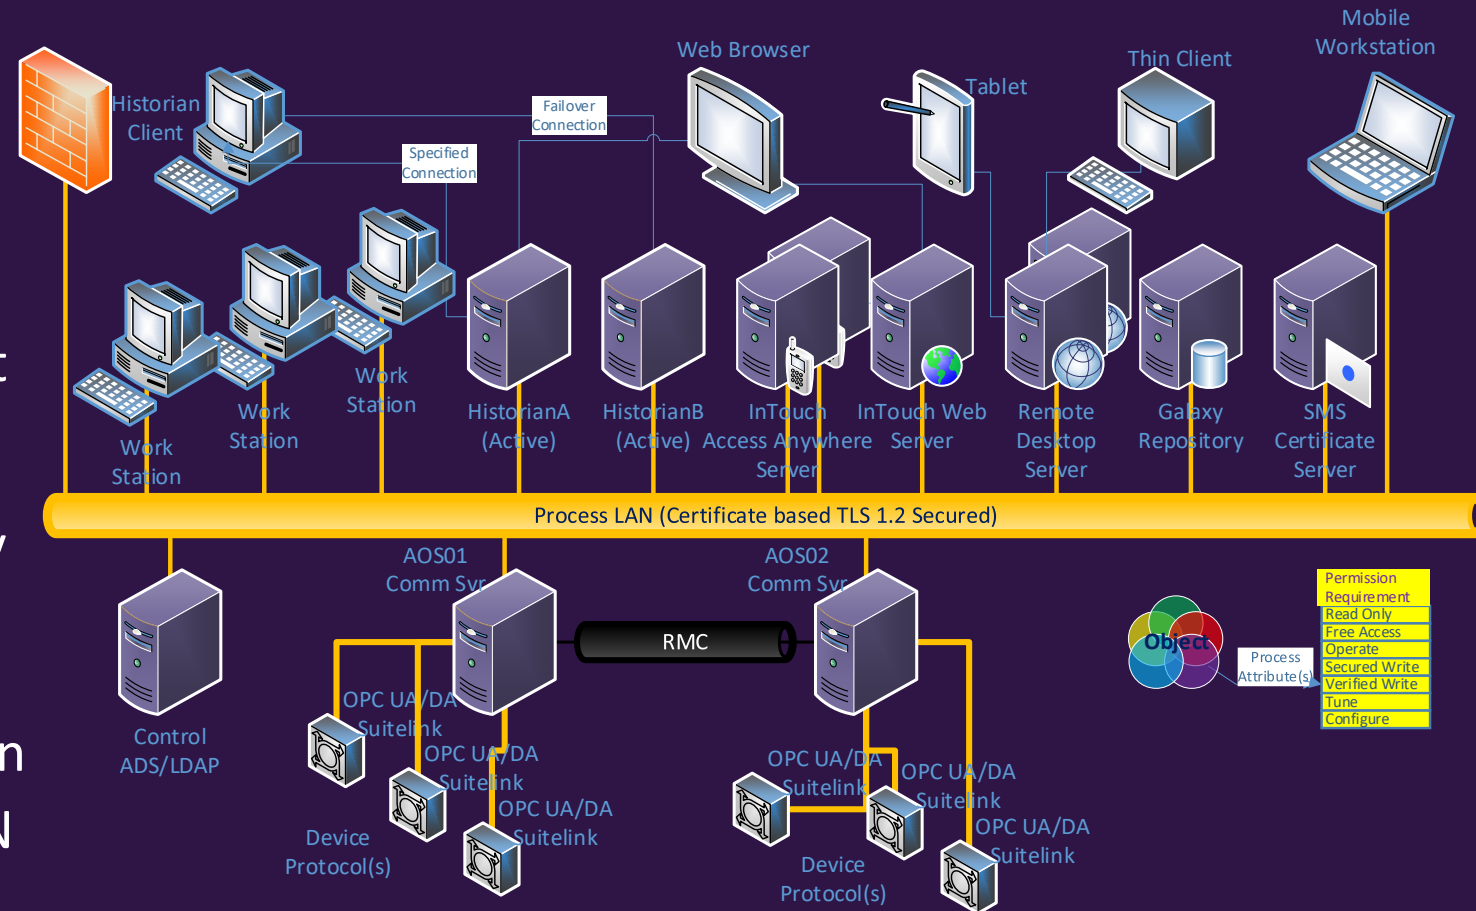 Mobile
Workstation
Web Browser
Thin Client
Tablet
Historian
Client
Failover
Connection
Specified
Connection
Work
Station
Work
Station
Work
Station
HistorianA
(Active)
HistorianB
(Active)
InTouch
Access Anywhere
Server
InTouch Web
Server
Remote
Desktop
Server
Galaxy
Repository
SMS
Certificate
Server
Process LAN (Certificate based TLS 1.2 Secured)
AOS01
Comm Svr
AOS02
Comm Svr
RMC
Control
ADS/LDAP
OPC UA/DA
Suitelink
OPC UA/DA
Suitelink
OPC UA/DA
Suitelink
Device
Protocol(s)
OPC UA/DA
Suitelink
OPC UA/DA
Suitelink
OPC UA/DA
Suitelink
Device
Protocol(s)
Object
Process
Attribute(s)
Permission
Requirement
Read Only
Free Access
Operate
Secured Write
Verified Write
Tune
Configure